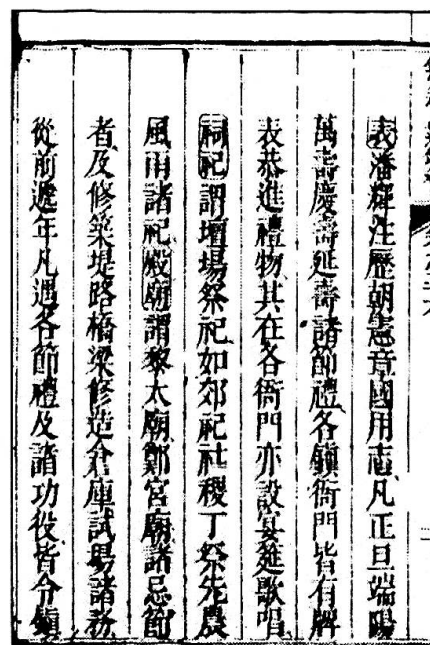 表潘輝注歷朝憲章國用志凡正旦端陽
萬壽慶壽延壽諸節禮各鎮衙門皆有牌
表恭進禮物其在各衙門亦設宴筵歌唱
祠祀謂壇場祭祀如郊祀社稷丁祭先農
風雨諸祀殿廟謂黎太廟鄭宮廟諸忌節
者及修築堤路橋梁修造倉庫試場諸務
從前遞年凡遇各節禮及諸功役皆令鎮